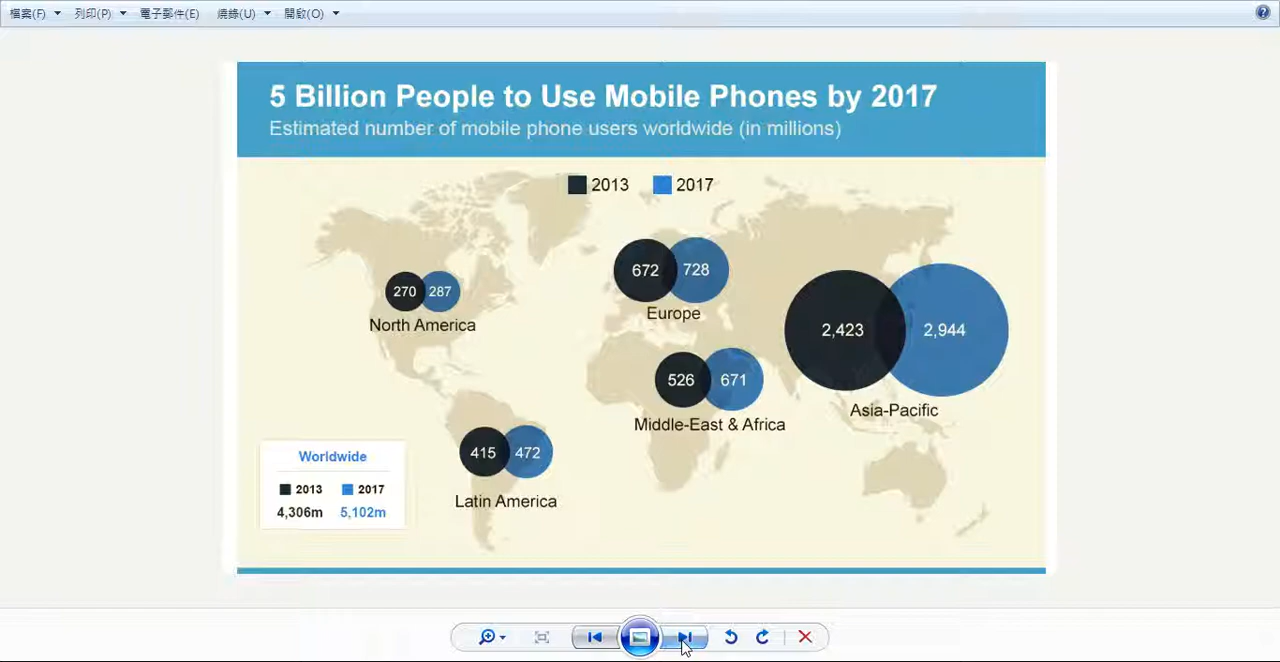 檔案(F) 列印(P) 電子郵件(E) 燒錄(U) 開啟(O)
5 Billion People to Use Mobile Phones by 2017
Estimated number of mobile phone users worldwide (in millions)
2013 2017
672 728
Europe
270 287
North America
2,423 2,944
Asia-Pacific
526 671
Middle-East & Africa
415 472
Latin America
Worldwide
2013 2017
4,306m 5,102m